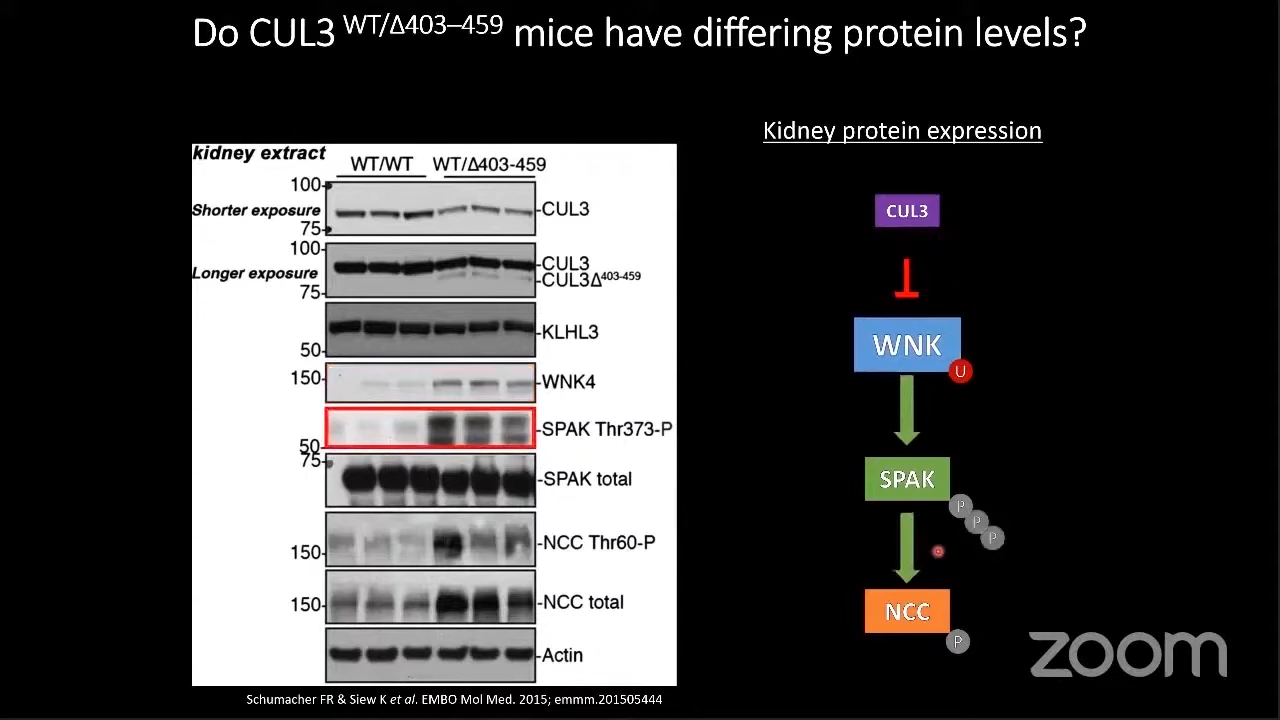 Do CUL3 WT/Δ403–459 mice have differing protein levels?
Kidney protein expression
kidney extract
WT/WT WT/Δ403-459
100
Shorter exposure
75
-CUL3
100
Longer exposure
75
-CUL3
-CUL3Δ403-459
-KLHL3
50
150
-WNK4
-SPAK Thr373-P
50
75
-SPAK total
-NCC Thr60-P
150
150
-NCC total
-Actin
CUL3
WNK
U
SPAK
P
P
P
NCC
P
zoom
Schumacher FR & Siew K et al. EMBO Mol Med. 2015; emmm.201505444